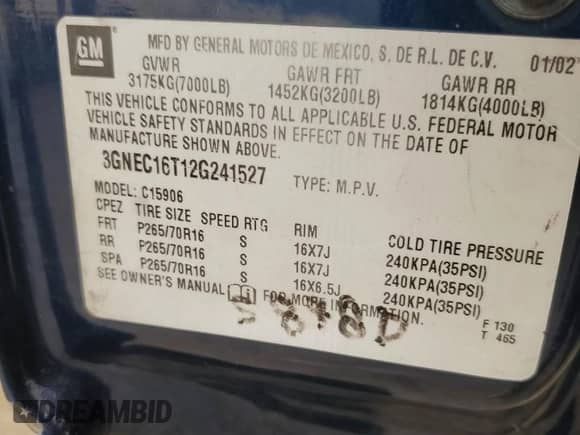 GM
MFD BY GENERAL MOTORS DE MEXICO, S. DE R.L. DE C.V. 01/02
GVWR GAWR FRT GAWR RR
3175KG(7000LB) 1452KG(3200LB) 1814KG(4000LB)
THIS VEHICLE CONFORMS TO ALL APPLICABLE U.S. FEDERAL MOTOR
VEHICLE SAFETY STANDARDS IN EFFECT ON THE DATE OF
MANUFACTURE SHOWN ABOVE.
3GNEC16T12G241527 TYPE: M.P.V.
MODEL: C15906
CPEZ TIRE SIZE SPEED RTG RIM COLD TIRE PRESSURE
FRT P265/70R16 S 16X7J 240KPA(35PSI)
RR P265/70R16 S 16X7J 240KPA(35PSI)
SPA P265/70R16 S 16X6.5J 240KPA(35PSI)
SEE OWNER'S MANUAL FOR MORE INFORMATION.
F 130
T 465
DREAMBID